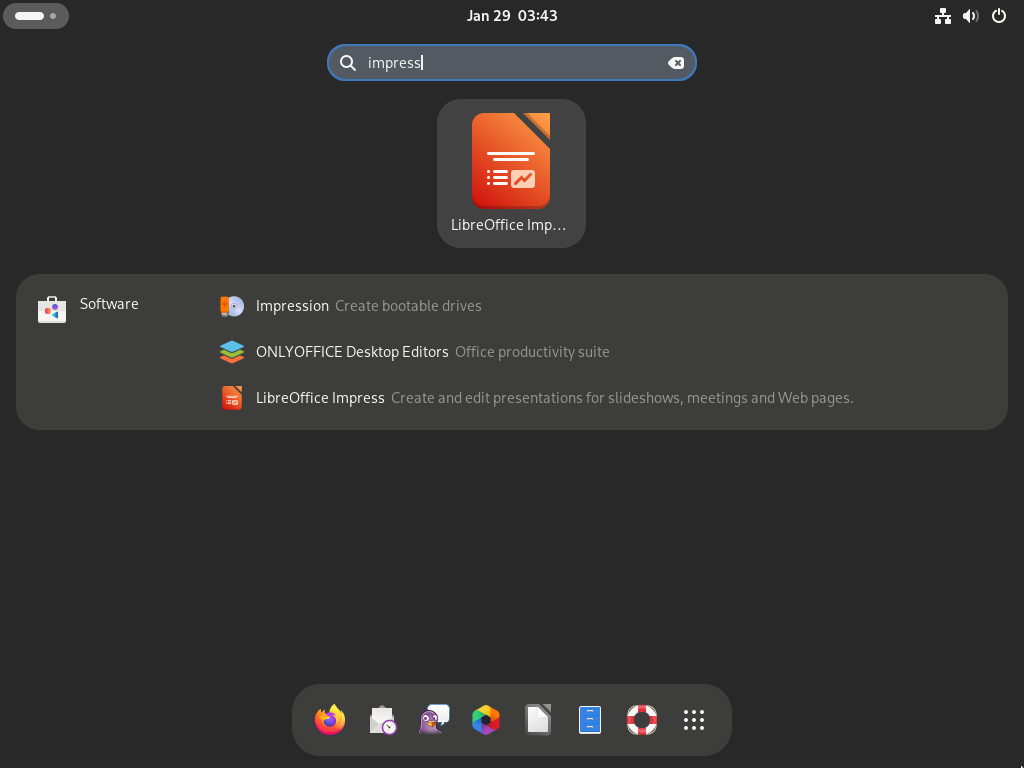 Jan 29 03:43
impress
LibreOffice Imp…
Software
Impression Create bootable drives
ONLYOFFICE Desktop Editors Office productivity suite
LibreOffice Impress Create and edit presentations for slideshows, meetings and Web pages.